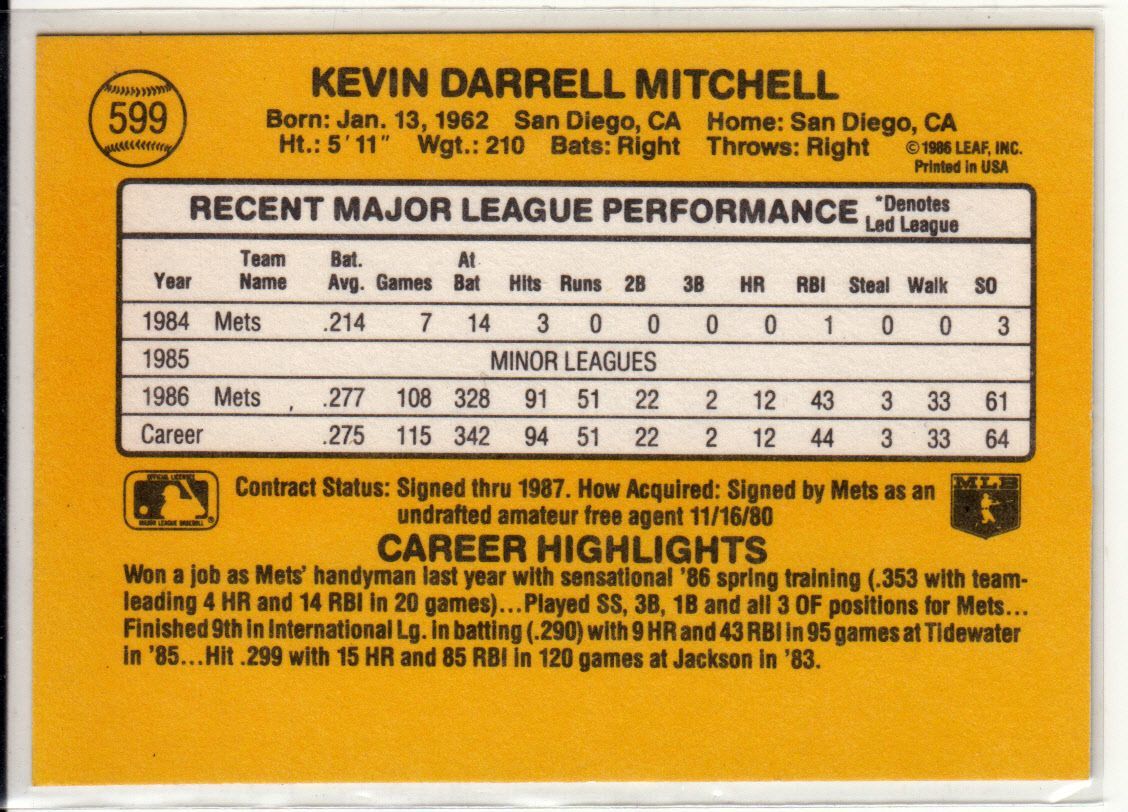 599
KEVIN DARRELL MITCHELL
Born: Jan. 13, 1962 San Diego, CA Home: San Diego, CA
Ht.: 5'11" Wgt.: 210 Bats: Right Throws: Right ©1986 LEAF, INC.
Printed in USA
RECENT MAJOR LEAGUE PERFORMANCE *Denotes
Led League
Year Team Name Bat. Avg. Games At Bat Hits Runs 2B 3B HR RBI Steal Walk SO
1984 Mets .214 7 14 3 0 0 0 0 1 0 0 3
1985 MINOR LEAGUES
1986 Mets .277 108 328 91 51 22 2 12 43 3 33 61
Career .275 115 342 94 51 22 2 12 44 3 33 64
Contract Status: Signed thru 1987. How Acquired: Signed by Mets as an
undrafted amateur free agent 11/16/80
OFFICIAL LICENSEE
MAJOR LEAGUE BASEBALL ®
MLB
CAREER HIGHLIGHTS
Won a job as Mets' handyman last year with sensational '86 spring training (.353 with team-
leading 4 HR and 14 RBI in 20 games)...Played SS, 3B, 1B and all 3 OF positions for Mets...
Finished 9th in International Lg. in batting (.290) with 9 HR and 43 RBI in 95 games at Tidewater
in '85...Hit .299 with 15 HR and 85 RBI in 120 games at Jackson in '83.